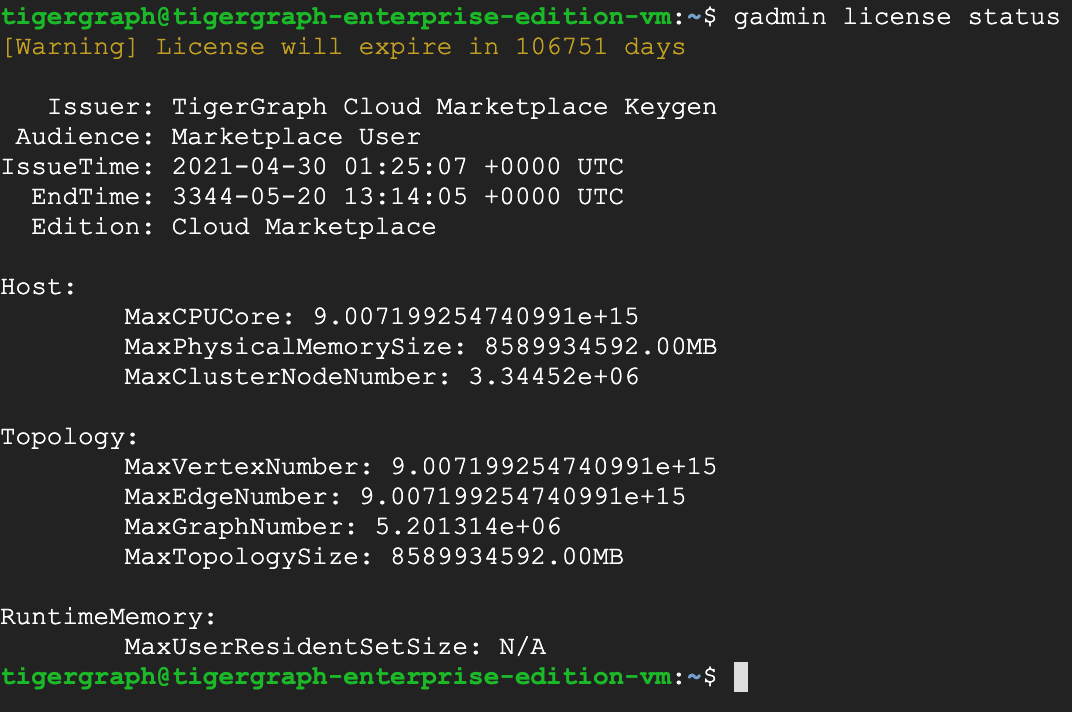 tigergraph@tigergraph-enterprise-edition-vm:~$ gadmin license status
[Warning] License will expire in 106751 days
Issuer: TigerGraph Cloud Marketplace Keygen
Audience: Marketplace User
IssueTime: 2021-04-30 01:25:07 +0000 UTC
EndTime: 3344-05-20 13:14:05 +0000 UTC
Edition: Cloud Marketplace
Host:
MaxCPUCore: 9.007199254740991e+15
MaxPhysicalMemorySize: 8589934592.00MB
MaxClusterNodeNumber: 3.34452e+06
Topology:
MaxVertexNumber: 9.007199254740991e+15
MaxEdgeNumber: 9.007199254740991e+15
MaxGraphNumber: 5.201314e+06
MaxTopologySize: 8589934592.00MB
RuntimeMemory:
MaxUserResidentSetSize: N/A
tigergraph@tigergraph-enterprise-edition-vm:~$